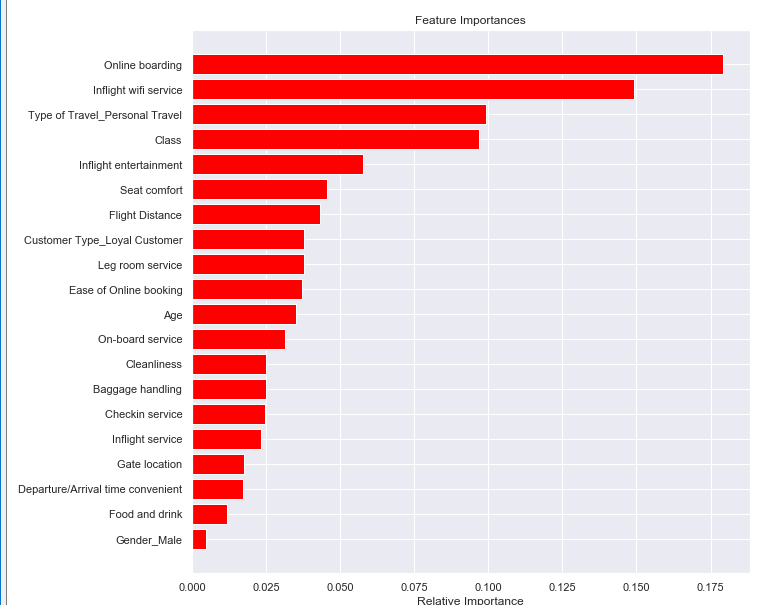 Feature Importances
Online boarding
Inflight wifi service
Type of Travel_Personal Travel
Class
Inflight entertainment
Seat comfort
Flight Distance
Customer Type_Loyal Customer
Leg room service
Ease of Online booking
Age
On-board service
Cleanliness
Baggage handling
Checkin service
Inflight service
Gate location
Departure/Arrival time convenient
Food and drink
Gender_Male
0.000 0.025 0.050 0.075 0.100 0.125 0.150 0.175
Relative Importance